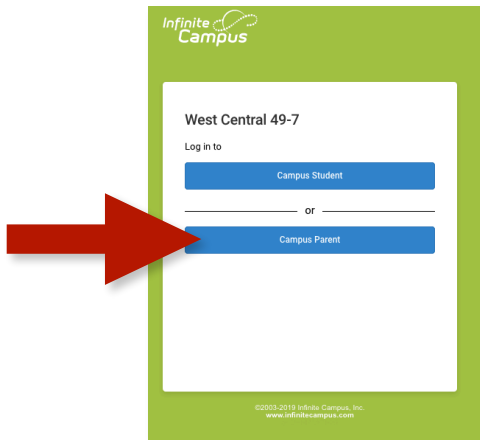 Infinite
Campus
West Central 49-7
Log in to
Campus Student
or
Campus Parent
©2003-2019 Infinite Campus, Inc.
www.infinitecampus.com